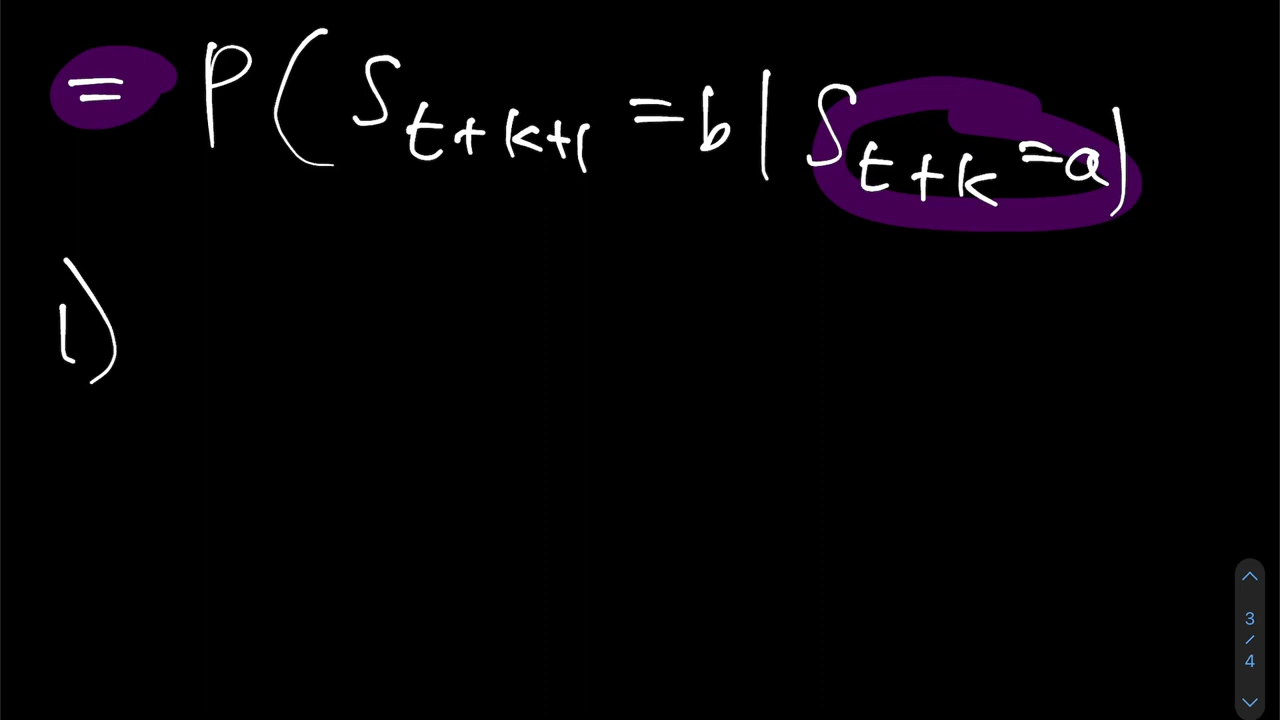 = P(S_{t+k+1} = b | S_{t+k} = a)
1)
3
/
4